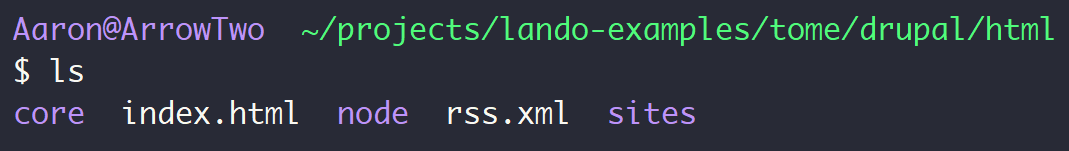 Aaron@ArrowTwo ~/projects/lando-examples/tome/drupal/html
$ ls
core index.html node rss.xml sites